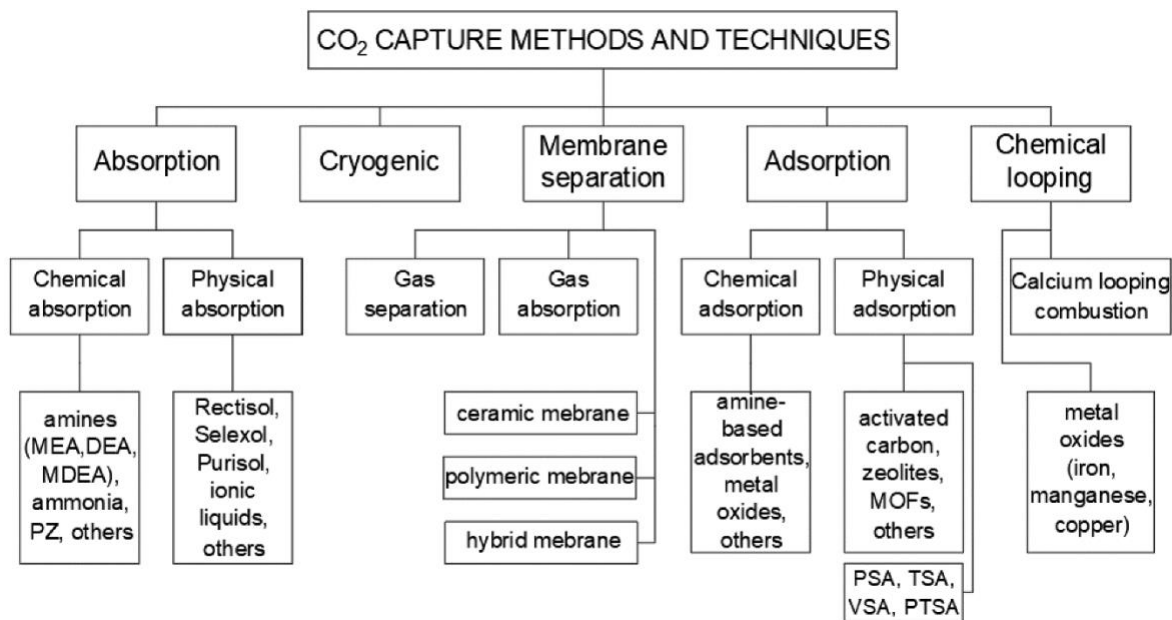 CO₂ CAPTURE METHODS AND TECHNIQUES
Absorption
Cryogenic
Membrane
separation
Adsorption
Chemical
looping
Chemical
absorption
Physical
absorption
Gas
separation
Gas
absorption
Chemical
adsorption
Physical
adsorption
Calcium looping
combustion
amines
(MEA,DEA,
MDEA),
ammonia,
PZ, others
Rectisol,
Selexol,
Purisol,
ionic
liquids,
others
ceramic mebrane
polymeric mebrane
hybrid mebrane
amine-
based
adsorbents,
metal
oxides,
others
activated
carbon,
zeolites,
MOFs,
others
PSA, TSA,
VSA, PTSA
metal
oxides
(iron,
manganese,
copper)